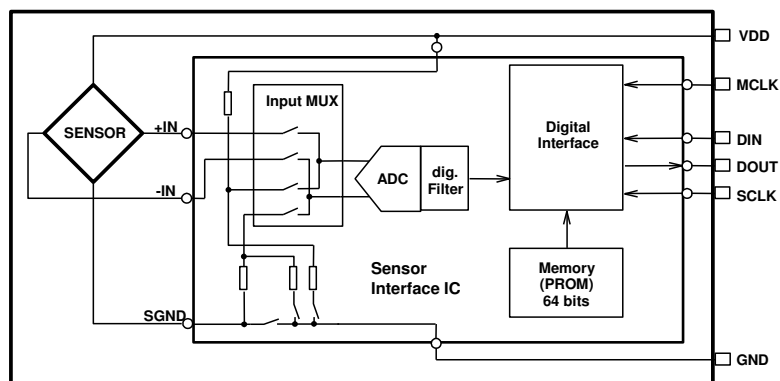 VDD
MCLK
Input MUX
+IN
SENSOR
Digital
Interface
DIN
DOUT
ADC
dig.
Filter
-IN
SCLK
Sensor
Interface IC
Memory
(PROM)
64 bits
SGND
GND